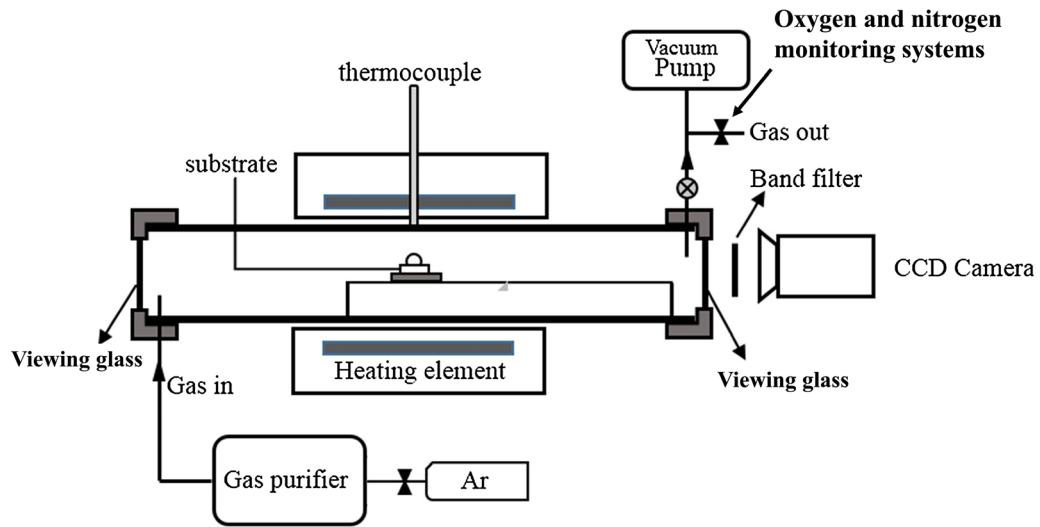 Oxygen and nitrogen
monitoring systems
Vacuum
Pump
thermocouple
Gas out
substrate
Band filter
CCD Camera
Viewing glass
Heating element
Viewing glass
Gas in
Gas purifier
Ar